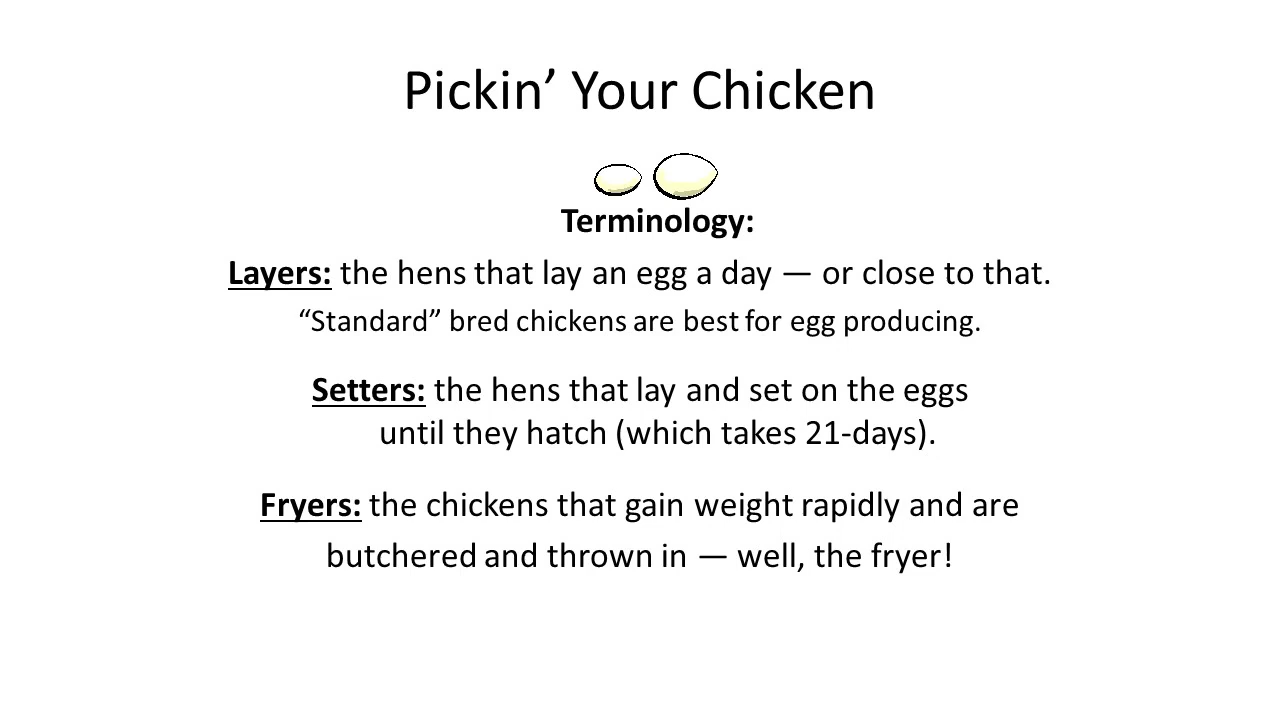 Pickin’ Your Chicken
Terminology:
Layers: the hens that lay an egg a day — or close to that.
“Standard” bred chickens are best for egg producing.
Setters: the hens that lay and set on the eggs
until they hatch (which takes 21-days).
Fryers: the chickens that gain weight rapidly and are
butchered and thrown in — well, the fryer!